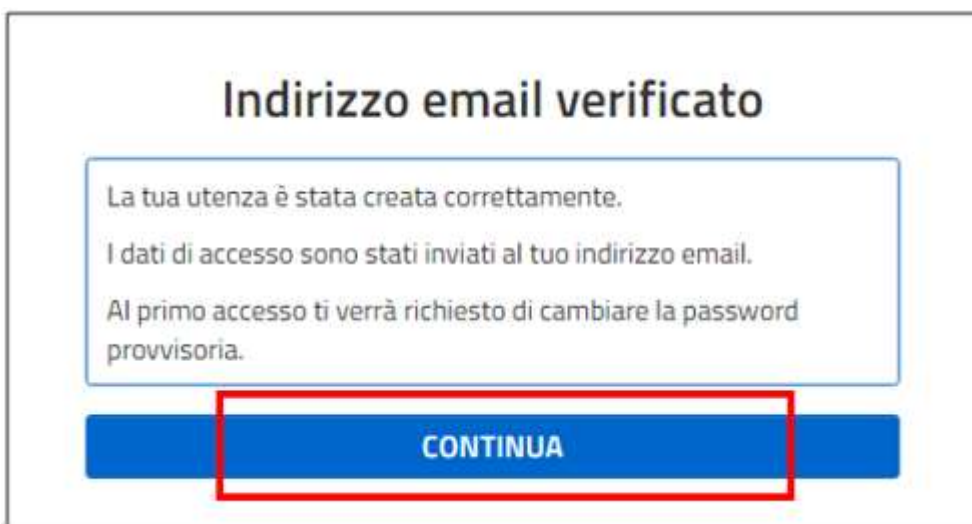 Indirizzo email verificato
La tua utenza è stata creata correttamente.
I dati di accesso sono stati inviati al tuo indirizzo email.
Al primo accesso ti verrà richiesto di cambiare la password
provvisoria.
CONTINUA